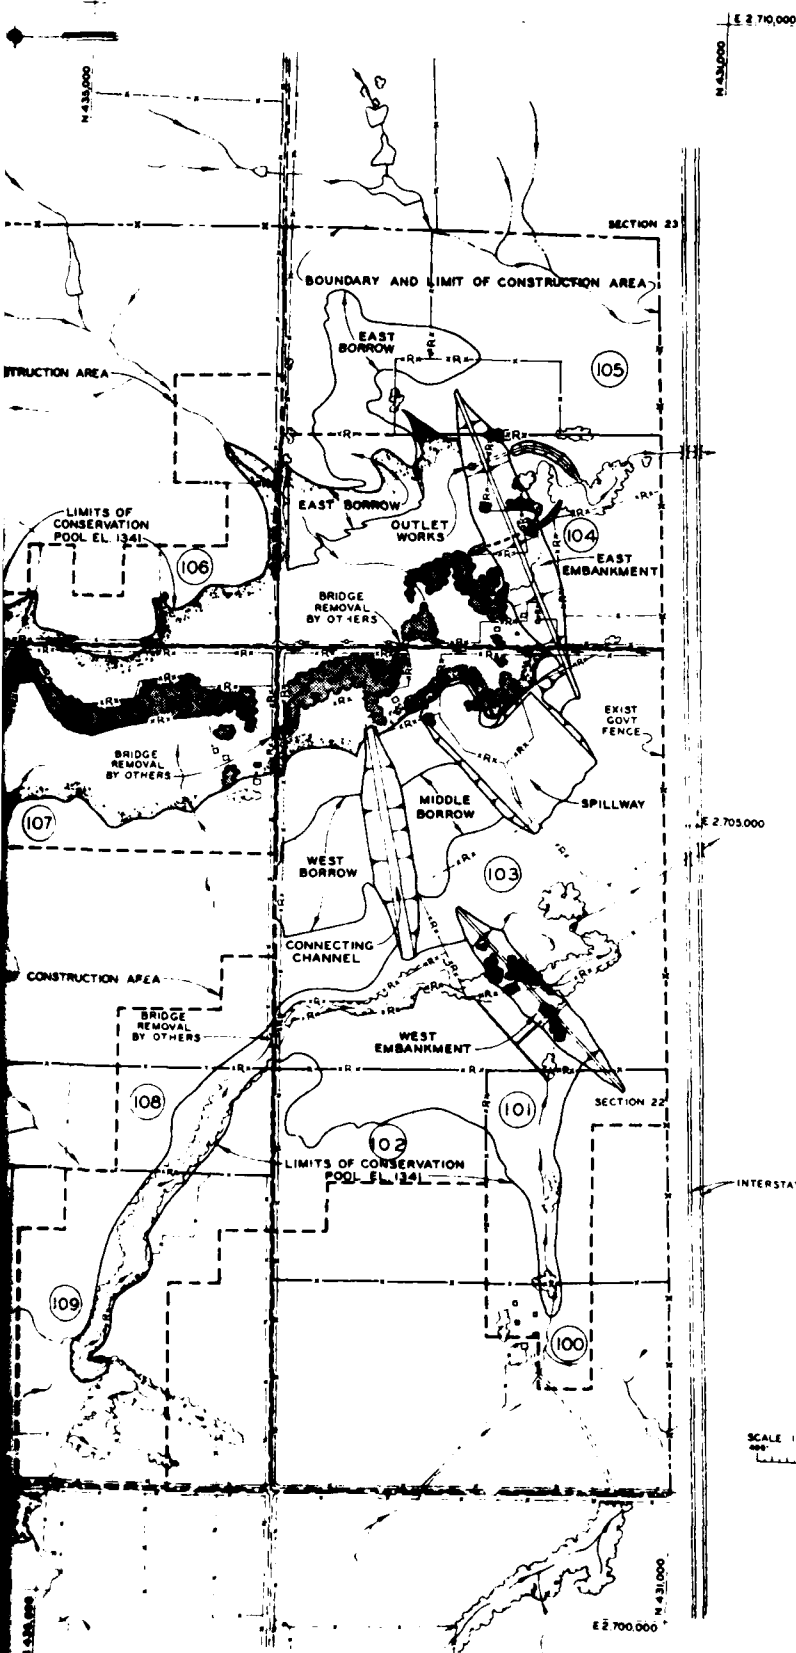 E 2 710,000
N 435,000
N 431,000
SECTION 23
BOUNDARY AND LIMIT OF CONSTRUCTION AREA
EAST
BORROW
TRUCTION AREA
105
LIMITS OF
CONSERVATION
POOL EL. 1341
EAST BORROW
OUTLET
WORKS
104
EAST
EMBANKMENT
106
BRIDGE
REMOVAL
BY OTHERS
EXIST
GOVT
FENCE
BRIDGE
REMOVAL
BY OTHERS
MIDDLE
BORROW
SPILLWAY
107
E 2 705,000
WEST
BORROW
103
CONNECTING
CHANNEL
CONSTRUCTION AREA
BRIDGE
REMOVAL
BY OTHERS
WEST
EMBANKMENT
108
101
SECTION 22
102
LIMITS OF CONSERVATION
POOL EL. 1341
INTERSTA
109
100
SCALE 1
N 431,000
E 2 700,000